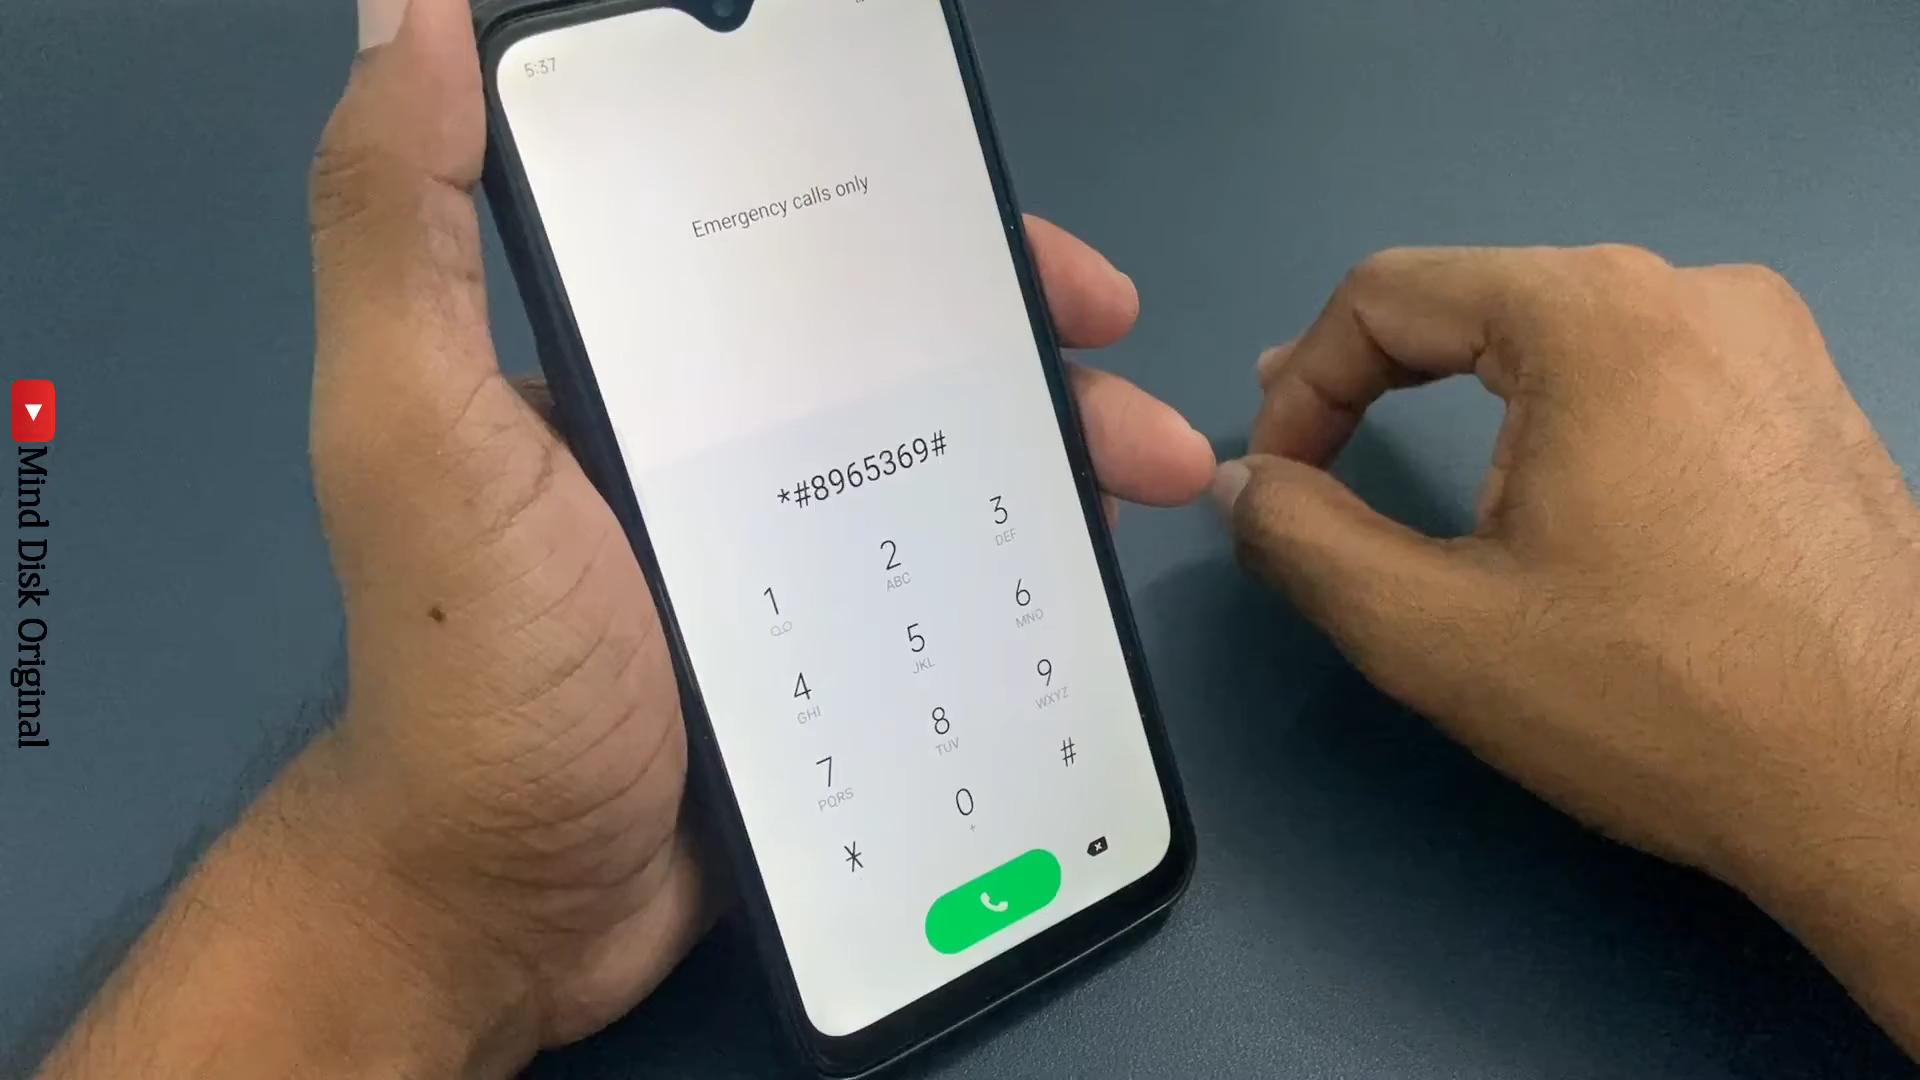 5:37
Emergency calls only
*#8965369#
1
2 ABC
3 DEF
4 GHI
5 JKL
6 MNO
7 PQRS
8 TUV
9 WXYZ
*
0 +
#
Mind Disk Original